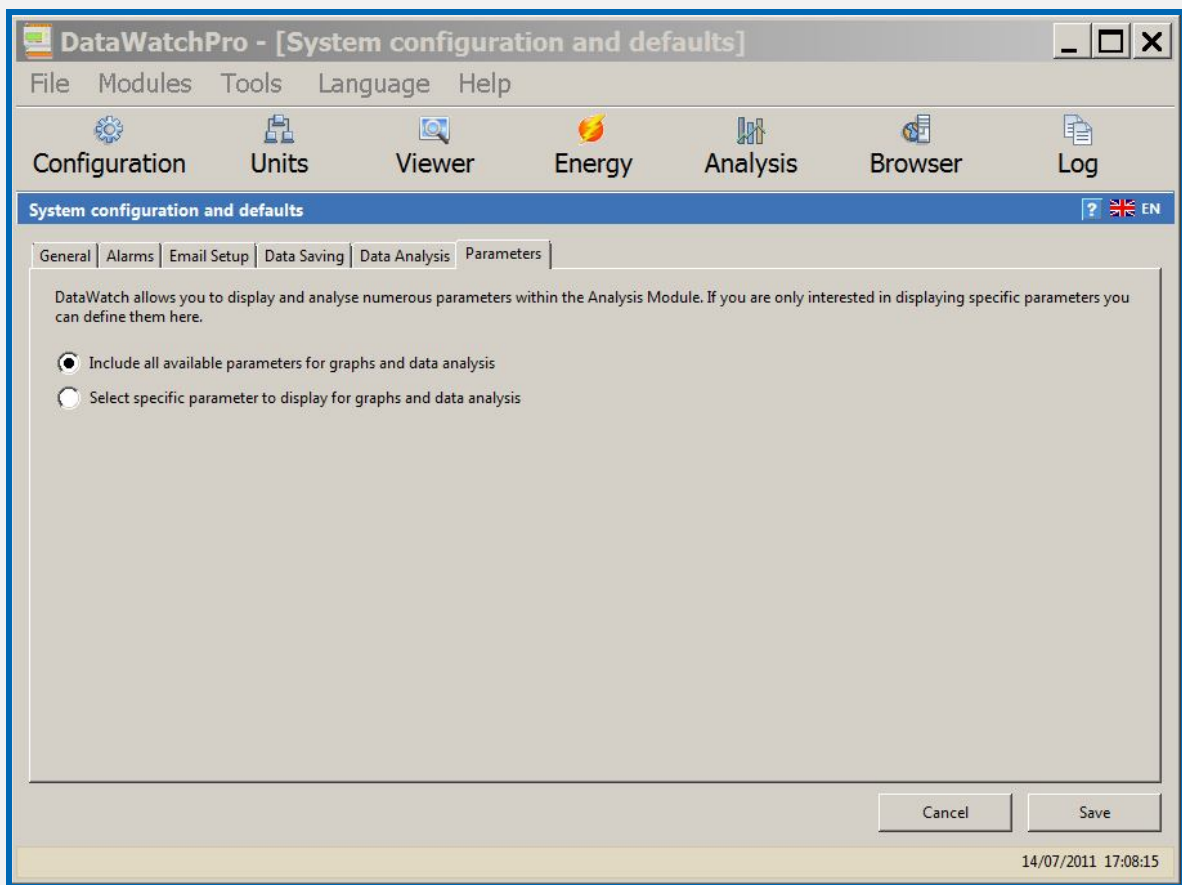 DataWatchPro - [System configuration and defaults]
File Modules Tools Language Help
Configuration Units Viewer Energy Analysis Browser Log
System configuration and defaults ? EN
General Alarms Email Setup Data Saving Data Analysis Parameters
DataWatch allows you to display and analyse numerous parameters within the Analysis Module. If you are only interested in displaying specific parameters you
can define them here.
Include all available parameters for graphs and data analysis
Select specific parameter to display for graphs and data analysis
Cancel Save
14/07/2011 17:08:15